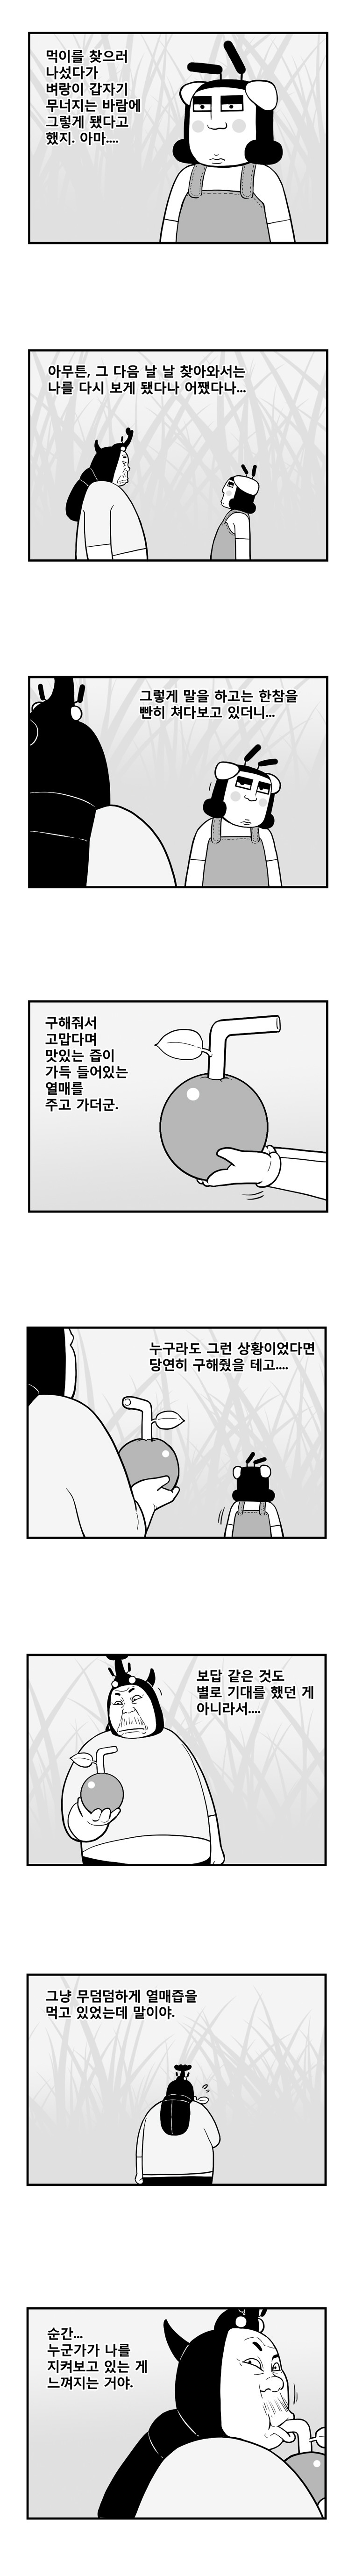 먹이를 찾으러
나섰다가
벼랑이 갑자기
무너지는 바람에
그렇게 됐다고
했지. 아마....
아무튼, 그 다음 날 날 찾아와서는
나를 다시 보게 됐다나 어쨌다나...
그렇게 말을 하고는 한참을
빤히 쳐다보고 있더니...
구해줘서
고맙다며
맛있는 즙이
가득 들어있는
열매를
주고 가더군.
누구라도 그런 상황이었다면
당연히 구해줬을 테고....
보답 같은 것도
별로 기대를 했던 게
아니라서....
그냥 무덤덤하게 열매즙을
먹고 있었는데 말이야.
순간...
누군가가 나를
지켜보고 있는 게
느껴지는 거야.